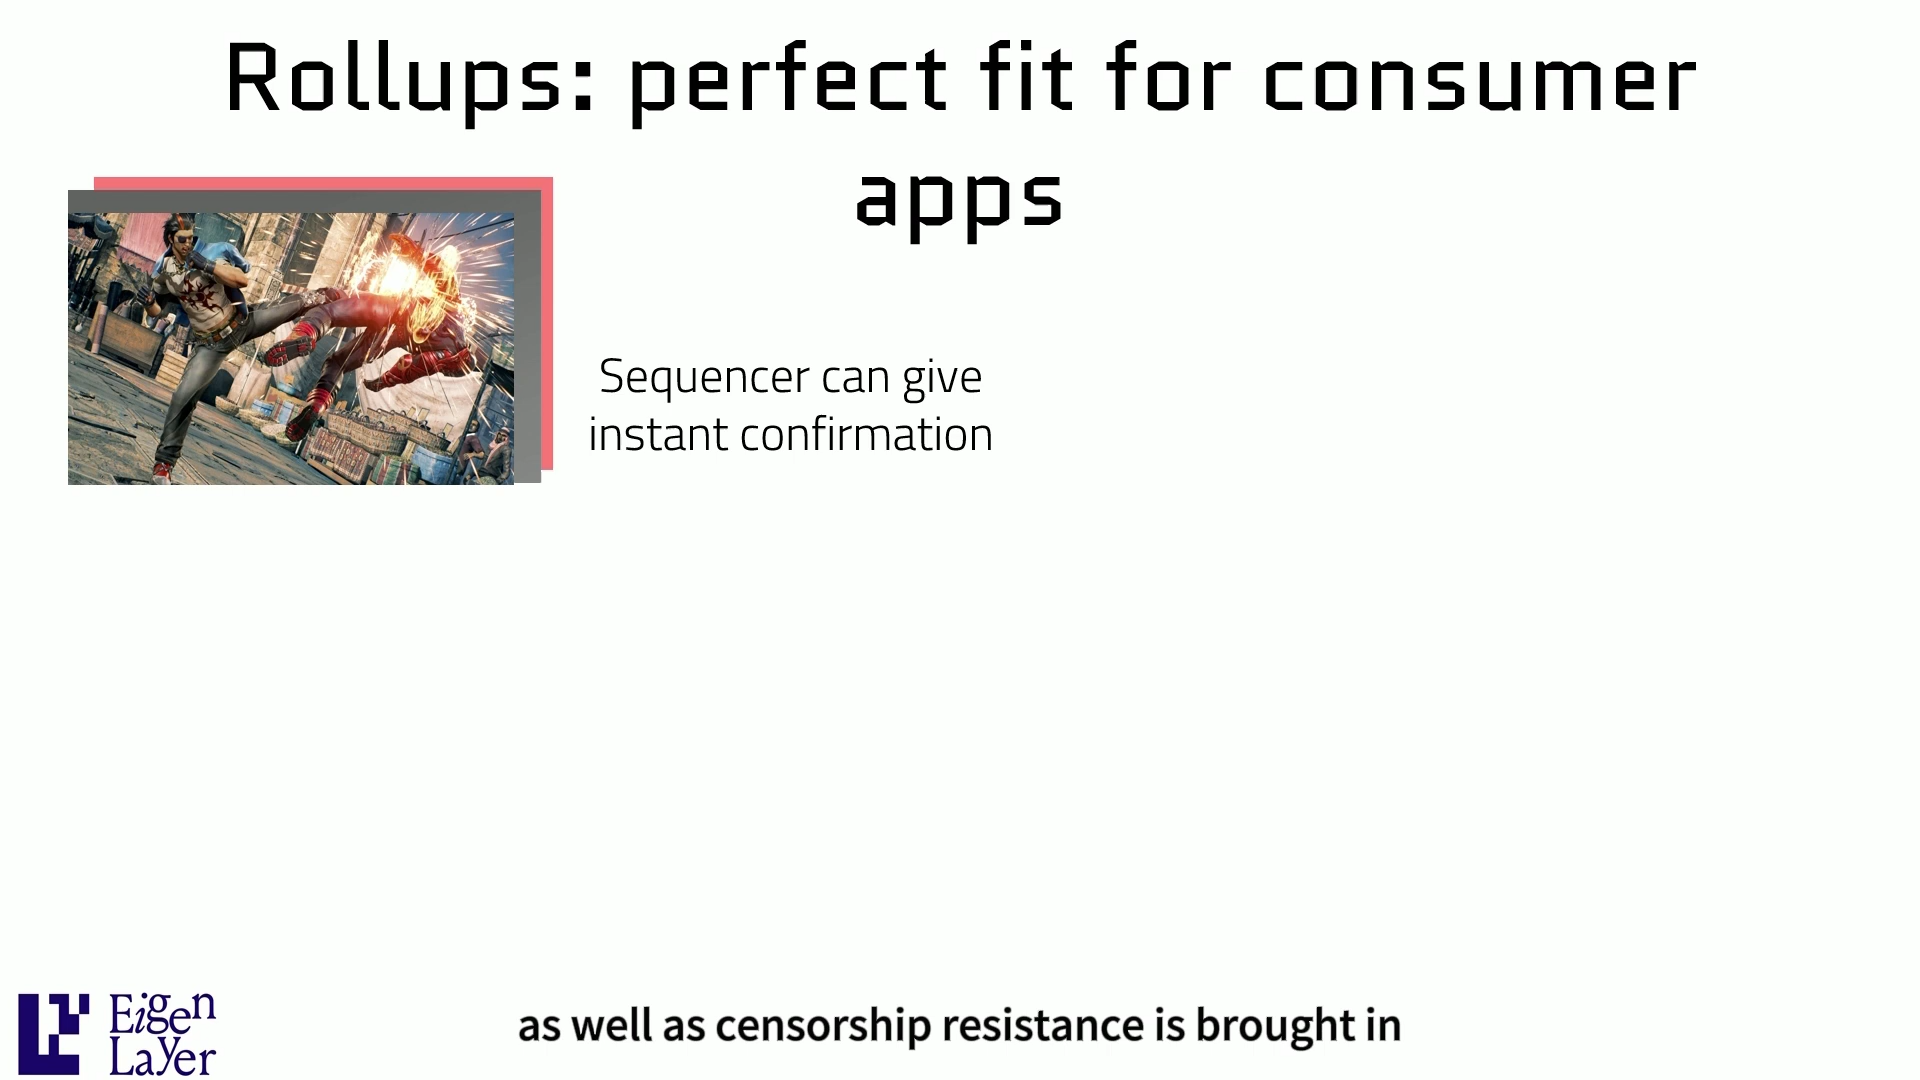 Rollups: perfect fit for consumer
apps
Sequencer can give
instant confirmation
Eigen
Layer
as well as censorship resistance is brought in